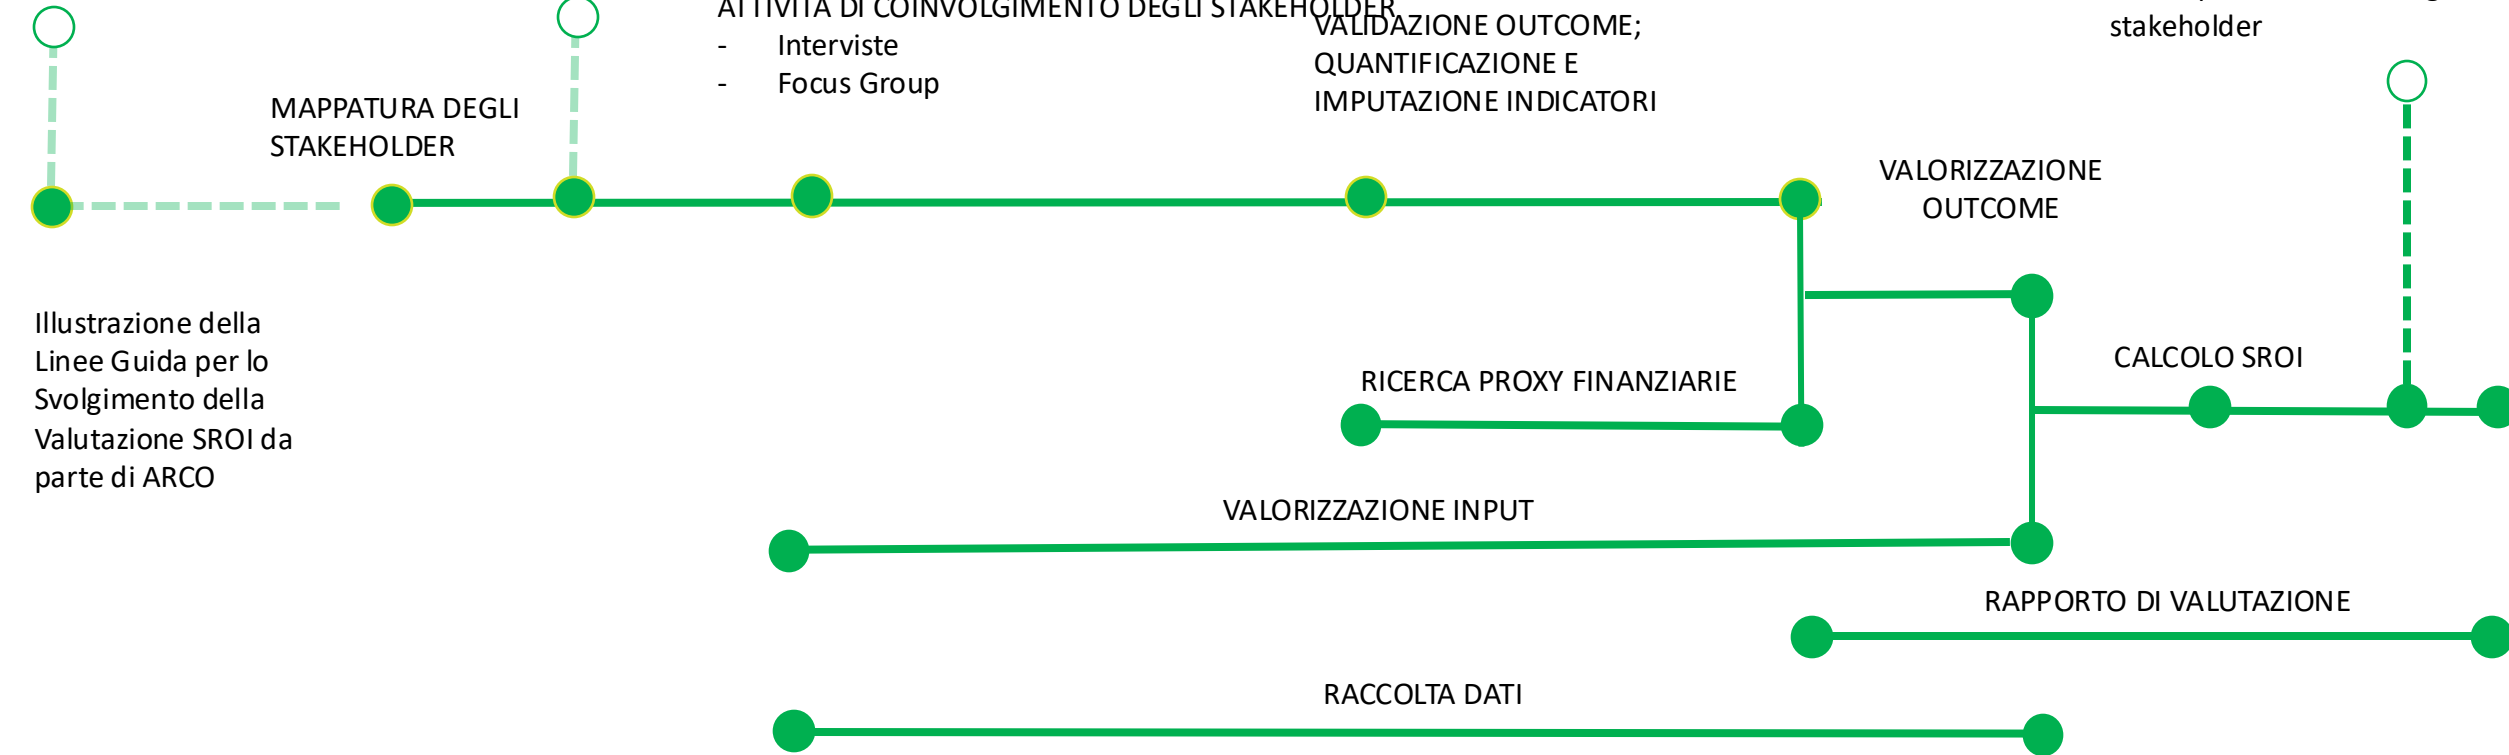 ATTIVITÀ DI COINVOLGIMENTO DEGLI STAKEHOLDER
- Interviste
- Focus Group
VALIDAZIONE OUTCOME;
QUANTIFICAZIONE E
IMPUTAZIONE INDICATORI
stakeholder
MAPPATURA DEGLI
STAKEHOLDER
VALORIZZAZIONE
OUTCOME
Illustrazione della
Linee Guida per lo
Svolgimento della
Valutazione SROI da
parte di ARCO
RICERCA PROXY FINANZIARIE
CALCOLO SROI
VALORIZZAZIONE INPUT
RAPPORTO DI VALUTAZIONE
RACCOLTA DATI